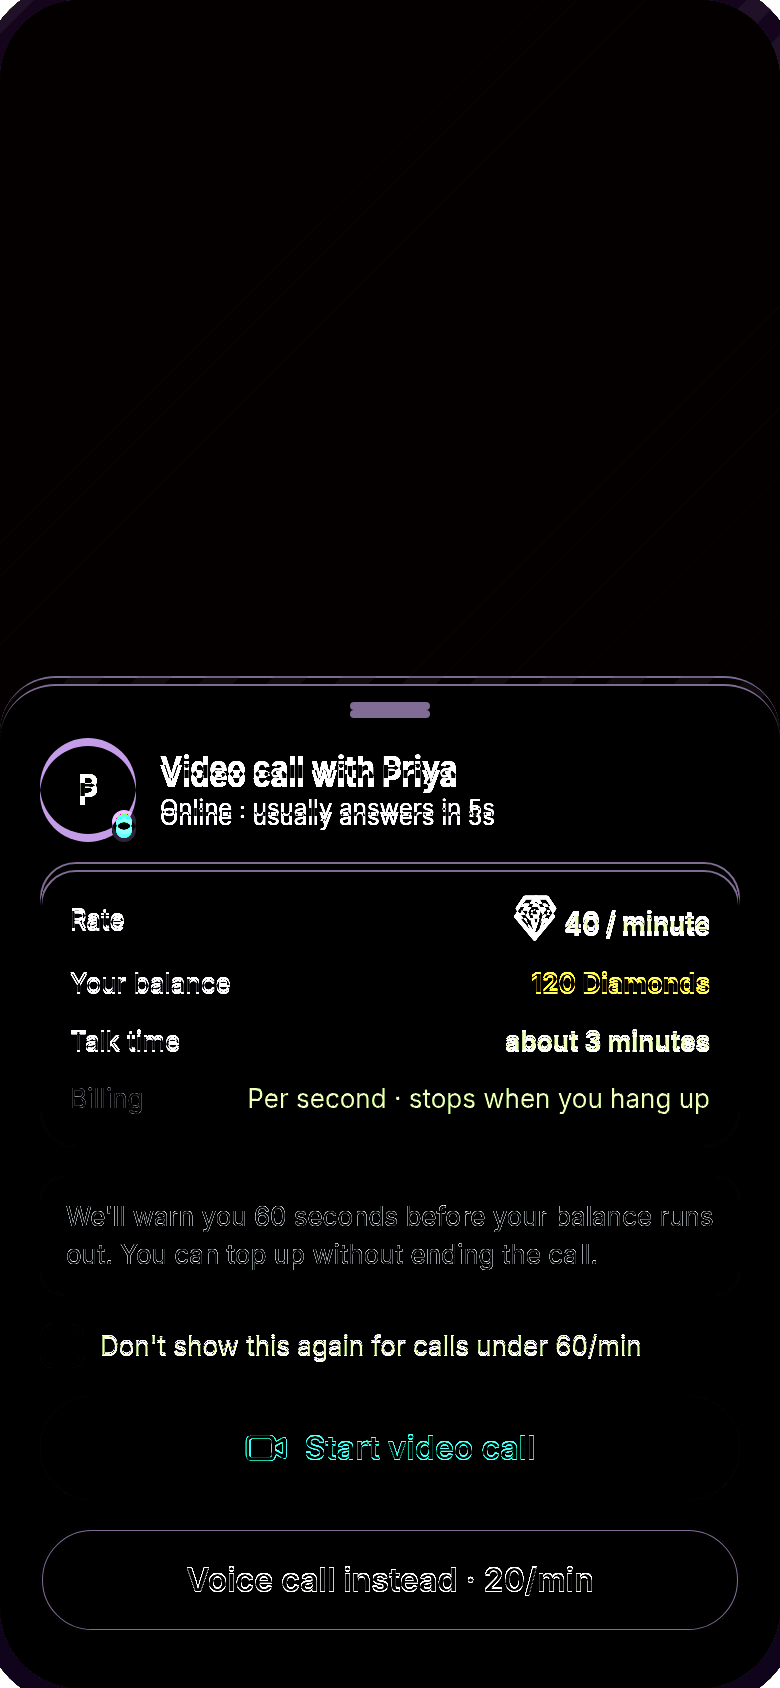 P
Video call with Priya
Online · usually answers in 5s
Rate 40 / minute
Your balance 120 Diamonds
Talk time about 3 minutes
Billing Per second · stops when you hang up
We'll warn you 60 seconds before your balance runs
out. You can top up without ending the call.
Don't show this again for calls under 60/min
Start video call
Voice call instead · 20/min